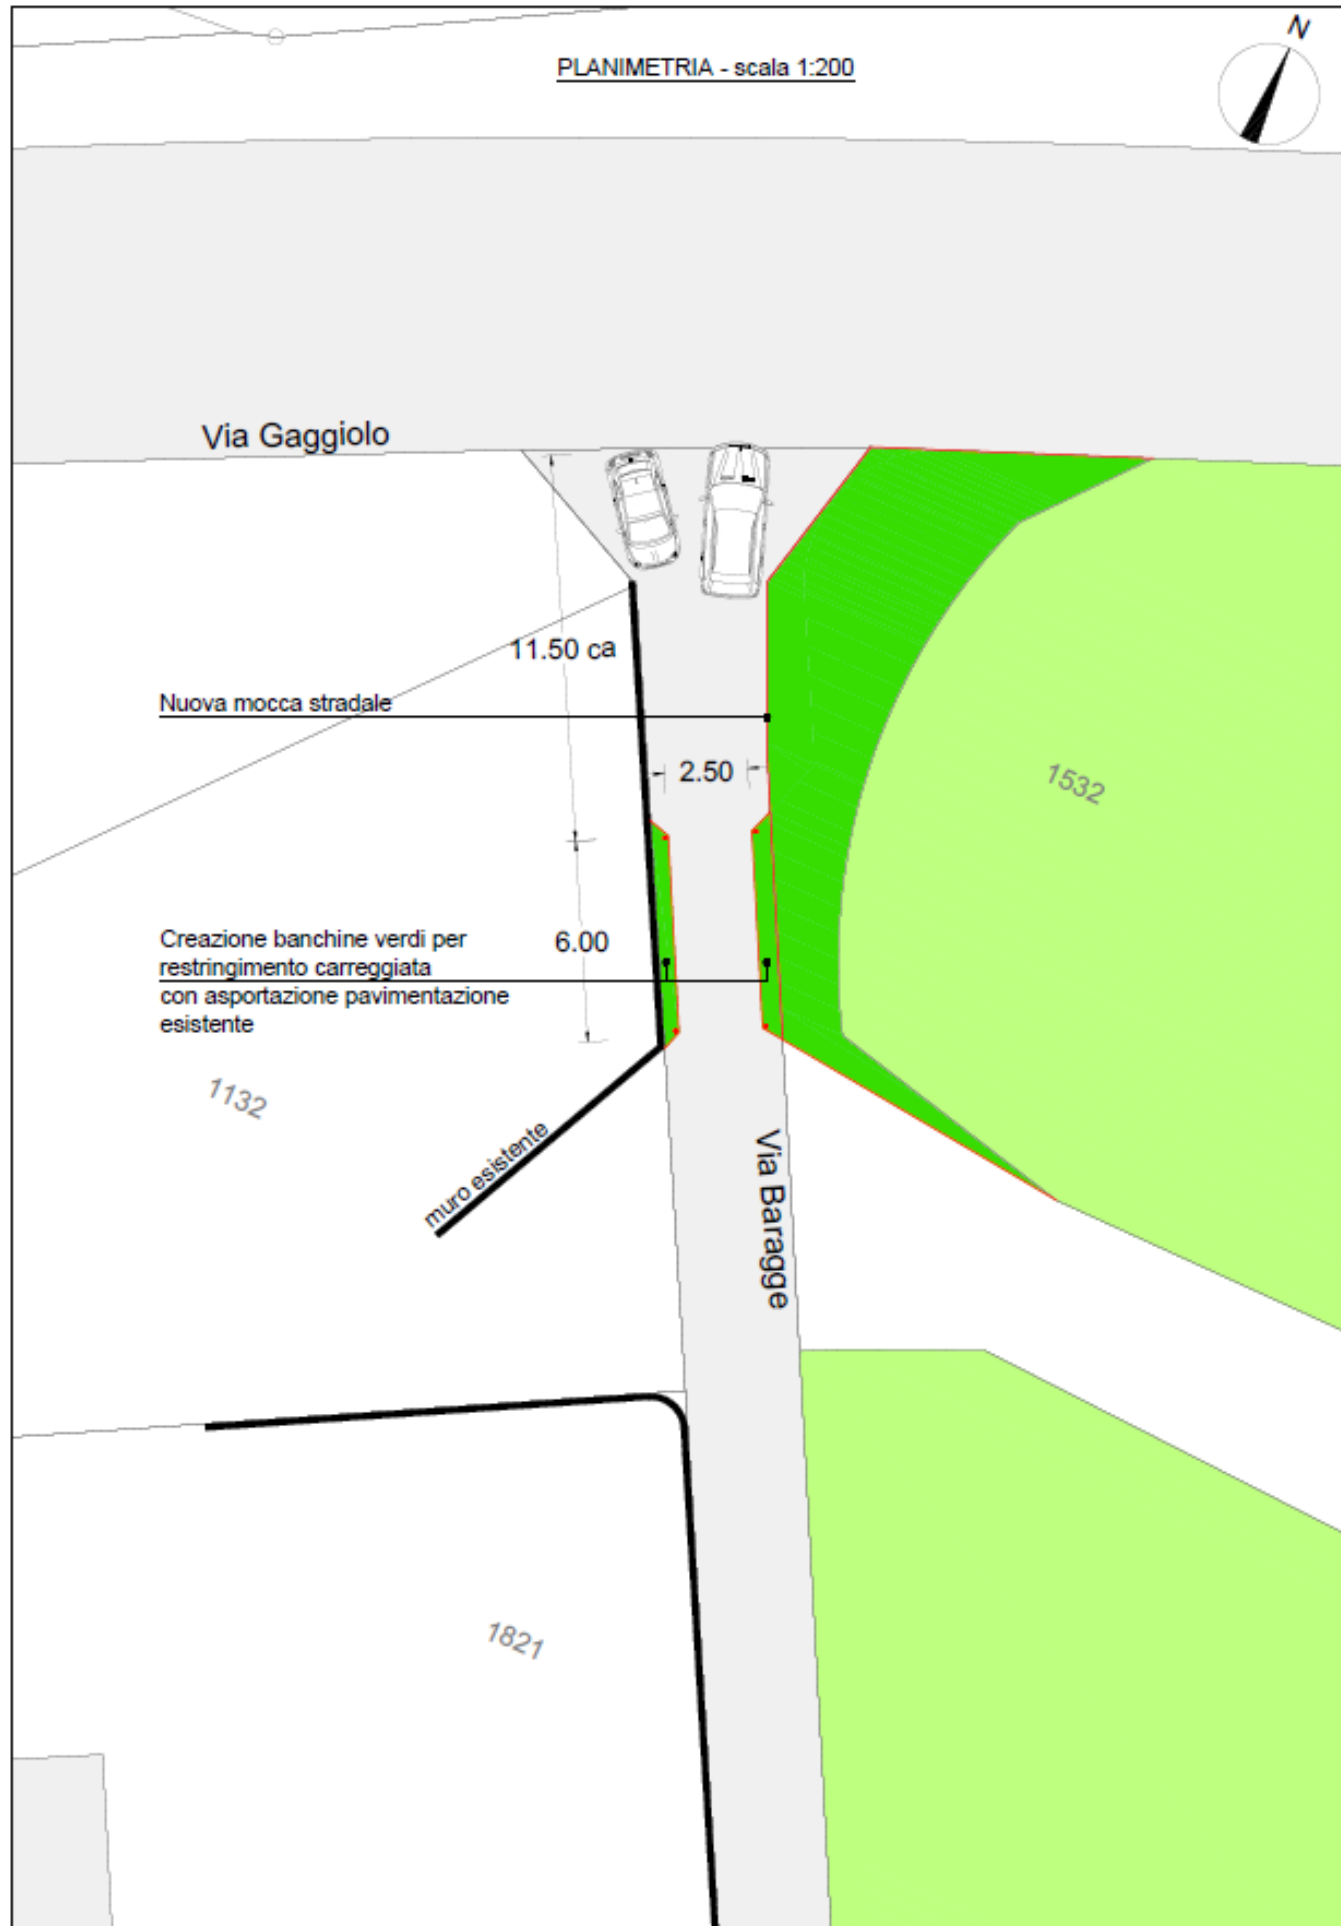 N
PLANIMETRIA - scala 1:200
Via Gaggiolo
11.50 ca
Nuova mocca stradale
2.50
1532
Creazione banchine verdi per
restringimento carreggiata
con asportazione pavimentazione
esistente
6.00
1132
muro esistente
Via Baragge
1821